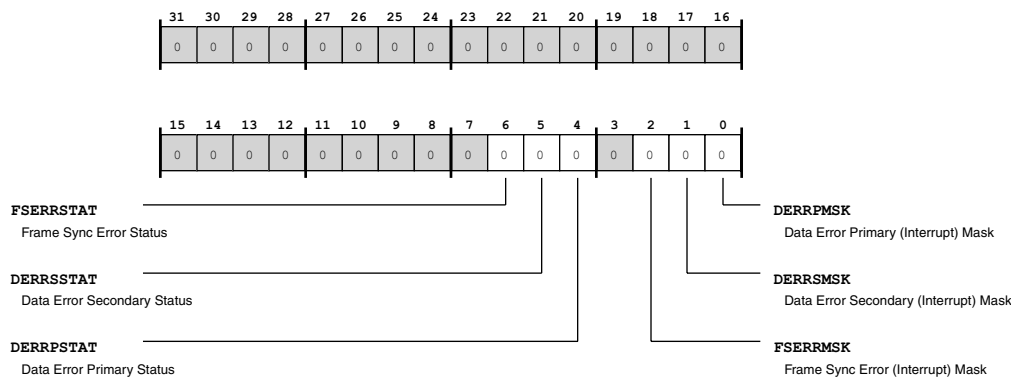 31 30 29 28 27 26 25 24 23 22 21 20 19 18 17 16
0 0 0 0 0 0 0 0 0 0 0 0 0 0 0 0
15 14 13 12 11 10 9 8 7 6 5 4 3 2 1 0
0 0 0 0 0 0 0 0 0 0 0 0 0 0 0 0
FSERRSTAT DERRPMSK
Frame Sync Error Status Data Error Primary (Interrupt) Mask
DERRSSTAT DERRSMSK
Data Error Secondary Status Data Error Secondary (Interrupt) Mask
DERRPSTAT FSERRMSK
Data Error Primary Status Frame Sync Error (Interrupt) Mask